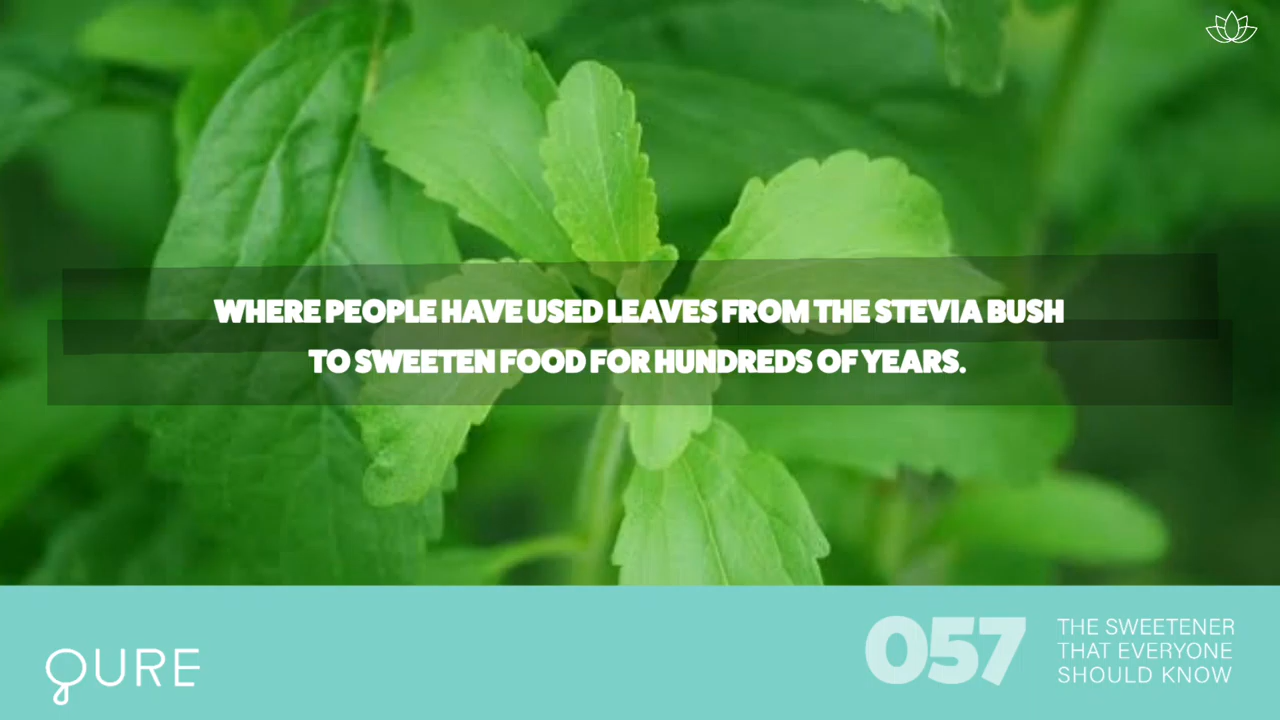 WHERE PEOPLE HAVE USED LEAVES FROM THE STEVIA BUSH
TO SWEETEN FOOD FOR HUNDREDS OF YEARS.
QURE
057
THE SWEETENER
THAT EVERYONE
SHOULD KNOW